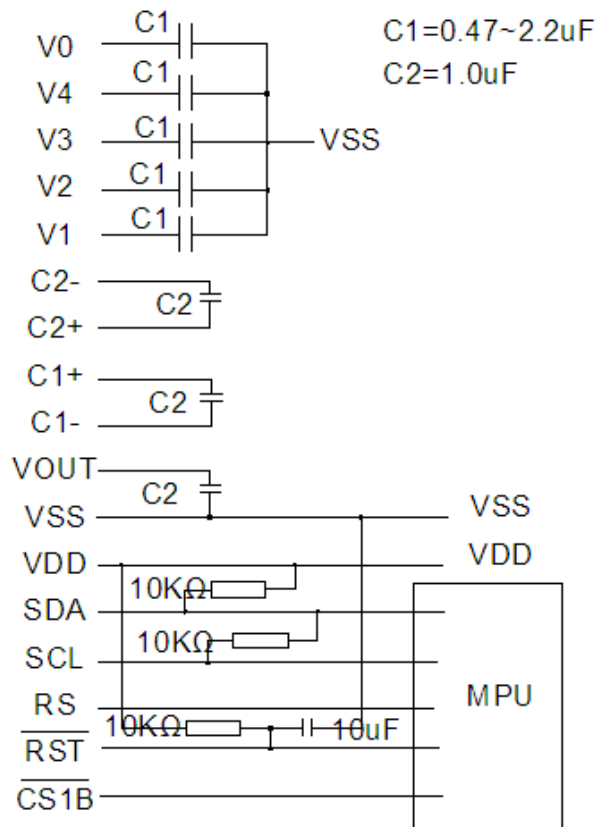 C1
C1=0.47~2.2uF
V0
C1
C2=1.0uF
V4
C1
V3
VSS
C1
V2
C1
V1
C2-
C2
C2+
C1+
C2
C1-
VOUT
C2
VSS
VSS
VDD
VDD
10KΩ
SDA
10KΩ
SCL
MPU
RS
10KΩ
10uF
RST
CS1B